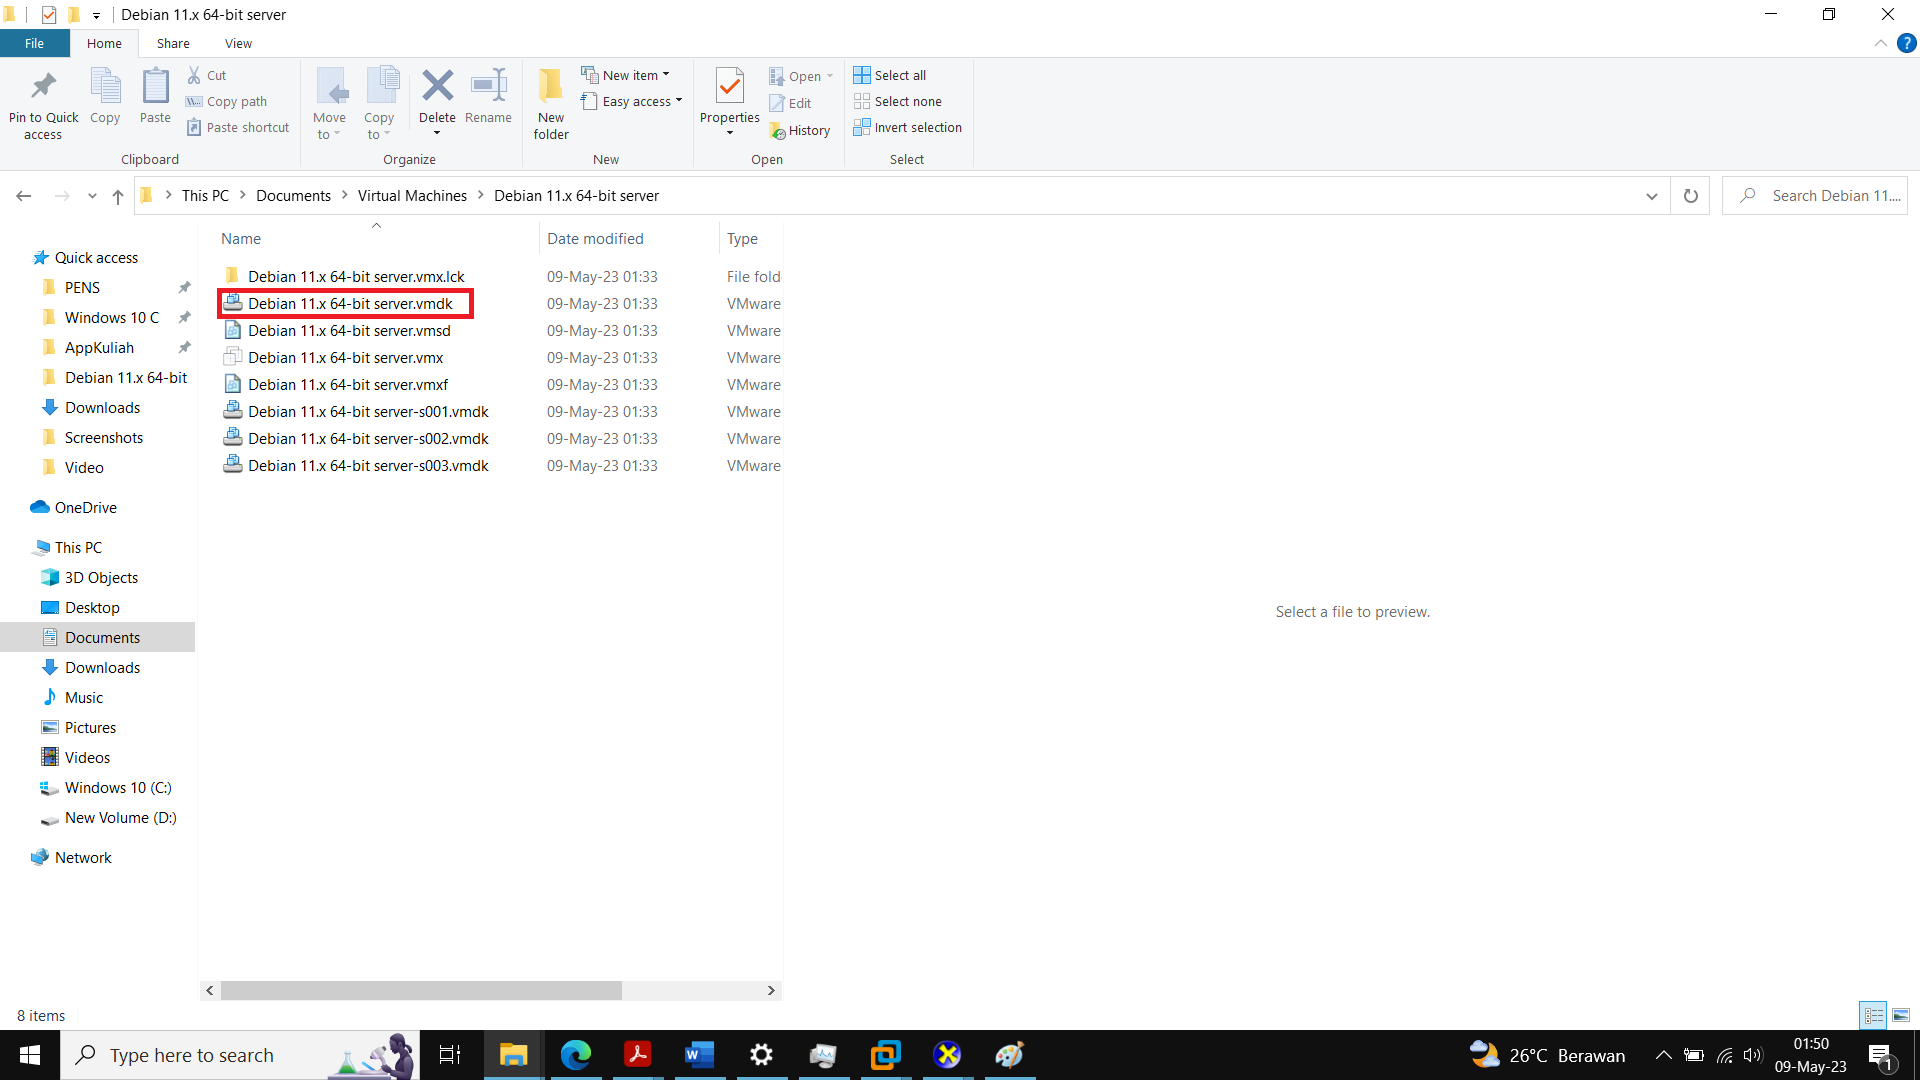 Debian 11.x 64-bit server
File Home Share View
Pin to Quick access
Copy
Paste
Cut
Copy path
Paste shortcut
Clipboard
Move to
Copy to
Delete
Rename
Organize
New folder
New item
Easy access
New
Properties
Open
Edit
History
Open
Select all
Select none
Invert selection
Select
This PC > Documents > Virtual Machines > Debian 11.x 64-bit server
Search Debian 11....
Quick access
PENS
Windows 10 C
AppKuliah
Debian 11.x 64-bit
Downloads
Screenshots
Video
OneDrive
This PC
3D Objects
Desktop
Documents
Downloads
Music
Pictures
Videos
Windows 10 (C:)
New Volume (D:)
Network
Name Date modified Type
Debian 11.x 64-bit server.vmx.lck 09-May-23 01:33 File fold
Debian 11.x 64-bit server.vmdk 09-May-23 01:33 VMware
Debian 11.x 64-bit server.vmsd 09-May-23 01:33 VMware
Debian 11.x 64-bit server.vmx 09-May-23 01:33 VMware
Debian 11.x 64-bit server.vmxf 09-May-23 01:33 VMware
Debian 11.x 64-bit server-s001.vmdk 09-May-23 01:33 VMware
Debian 11.x 64-bit server-s002.vmdk 09-May-23 01:33 VMware
Debian 11.x 64-bit server-s003.vmdk 09-May-23 01:33 VMware
Select a file to preview.
8 items
Type here to search
26°C Berawan
01:50
09-May-23
1